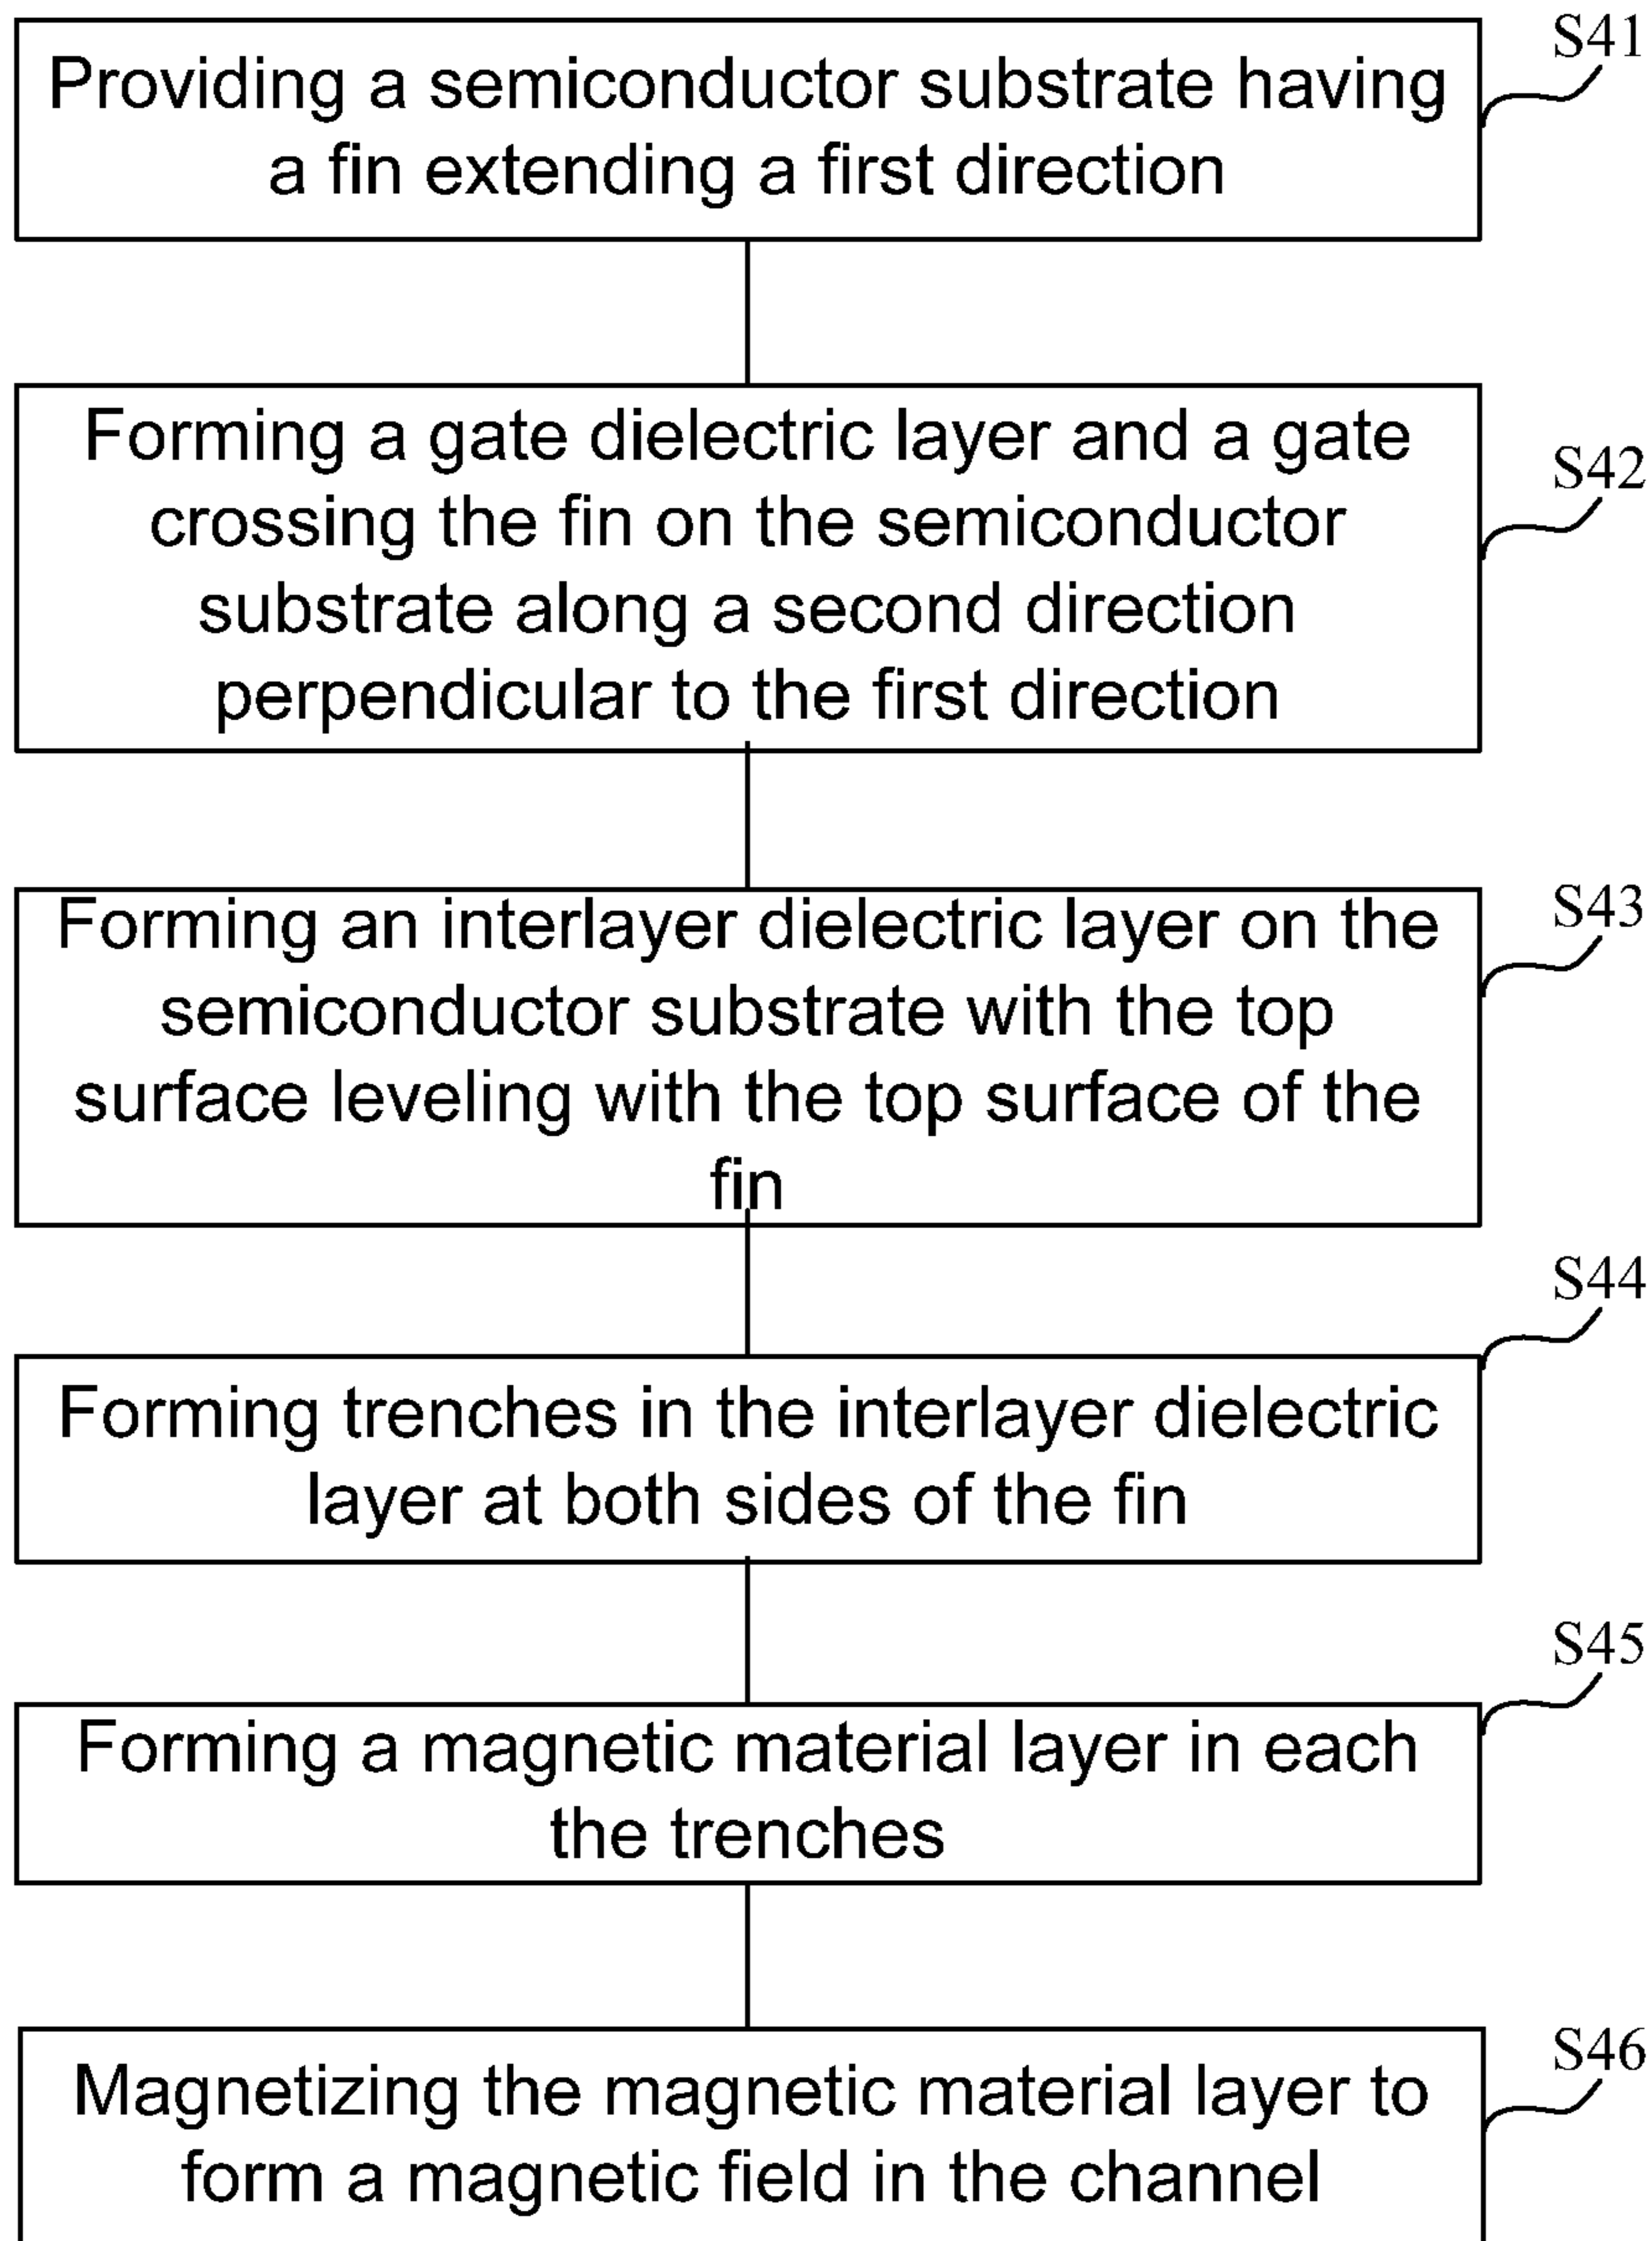 S41
Providing a semiconductor substrate having
a fin extending a first direction
S42
Forming a gate dielectric layer and a gate
crossing the fin on the semiconductor
substrate along a second direction
perpendicular to the first direction
S43
Forming an interlayer dielectric layer on the
semiconductor substrate with the top
surface leveling with the top surface of the
fin
S44
Forming trenches in the interlayer dielectric
layer at both sides of the fin
S45
Forming a magnetic material layer in each
the trenches
S46
Magnetizing the magnetic material layer to
form a magnetic field in the channel